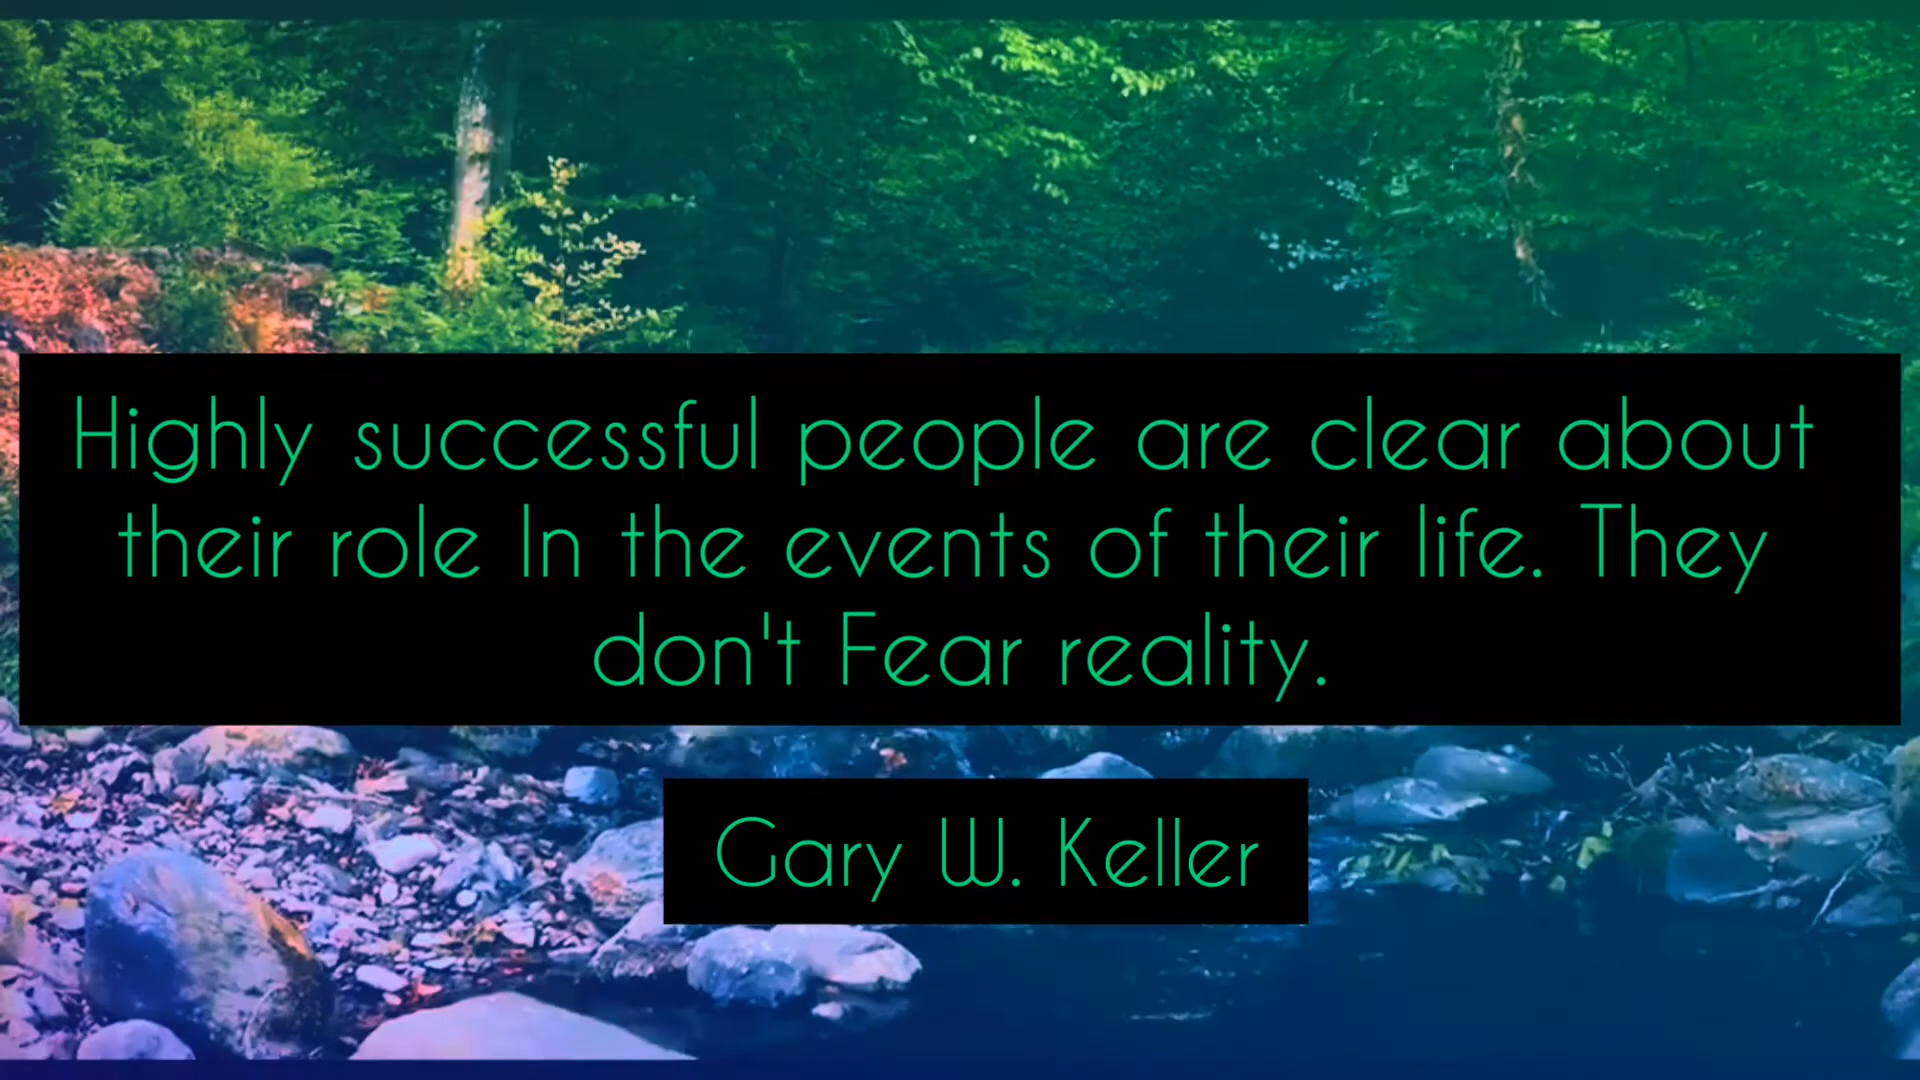 Highly successful people are clear about
their role In the events of their life. They
don't Fear reality.
Gary W. Keller